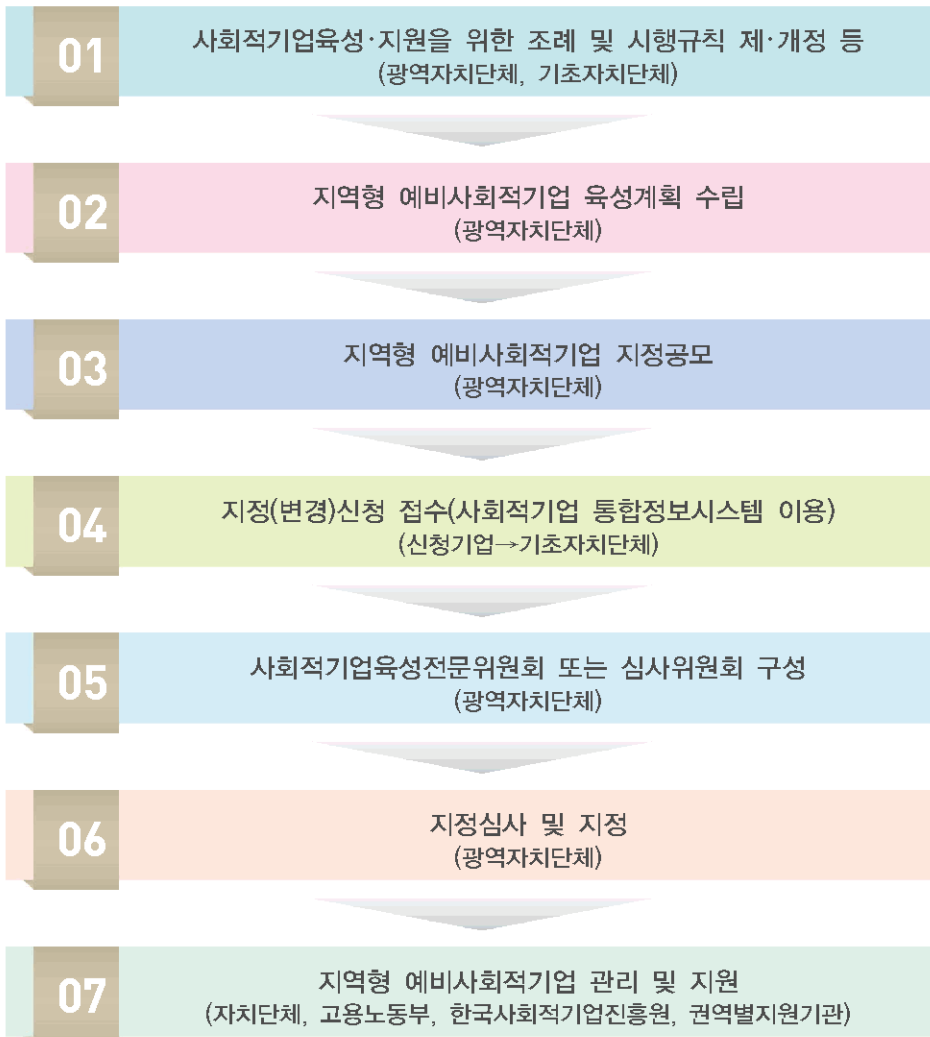 01
사회적기업육성·지원을 위한 조례 및 시행규칙 제·개정 등
(광역자치단체, 기초자치단체)
02
지역형 예비사회적기업 육성계획 수립
(광역자치단체)
03
지역형 예비사회적기업 지정공모
(광역자치단체)
04
지정(변경)신청 접수(사회적기업 통합정보시스템 이용)
(신청기업→기초자치단체)
05
사회적기업육성전문위원회 또는 심사위원회 구성
(광역자치단체)
06
지정심사 및 지정
(광역자치단체)
07
지역형 예비사회적기업 관리 및 지원
(자치단체, 고용노동부, 한국사회적기업진흥원, 권역별지원기관)